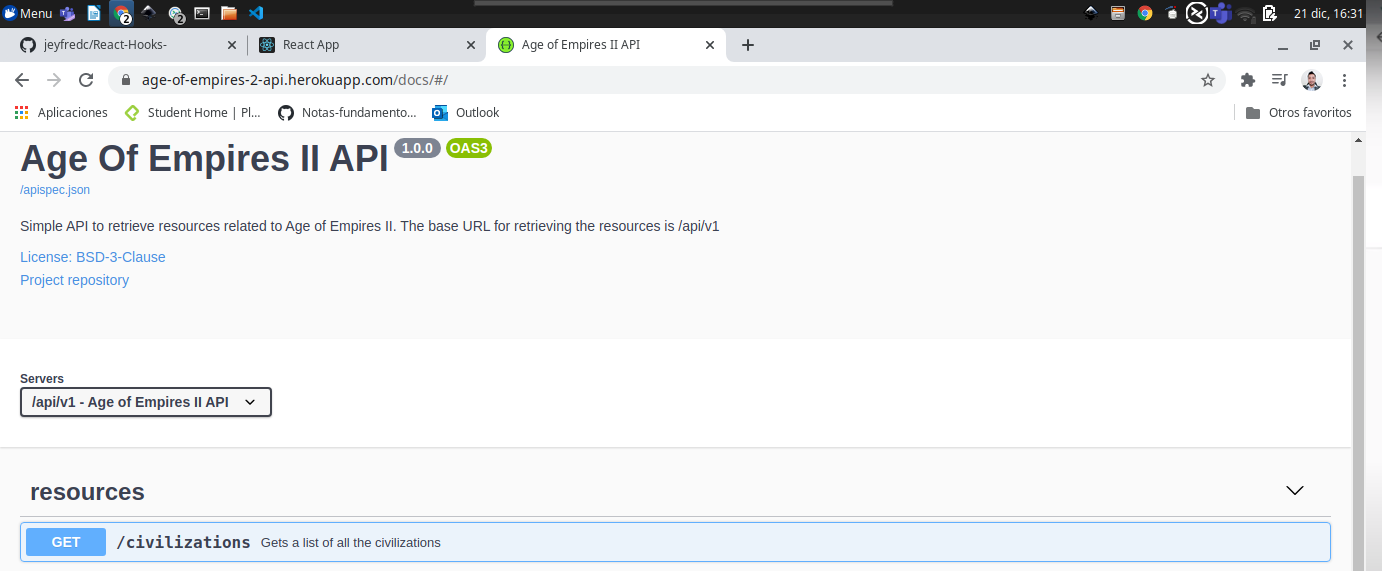 Menu 2 2 21 dic, 16:31
jeyfredc/React-Hooks- React App Age of Empires II API
age-of-empires-2-api.herokuapp.com/docs/#/
Aplicaciones Student Home | Pl... Notas-fundamento... Outlook Otros favoritos
Age Of Empires II API 1.0.0 OAS3
/apispec.json
Simple API to retrieve resources related to Age of Empires II. The base URL for retrieving the resources is /api/v1
License: BSD-3-Clause
Project repository
Servers
/api/v1 - Age of Empires II API
resources
GET /civilizations Gets a list of all the civilizations